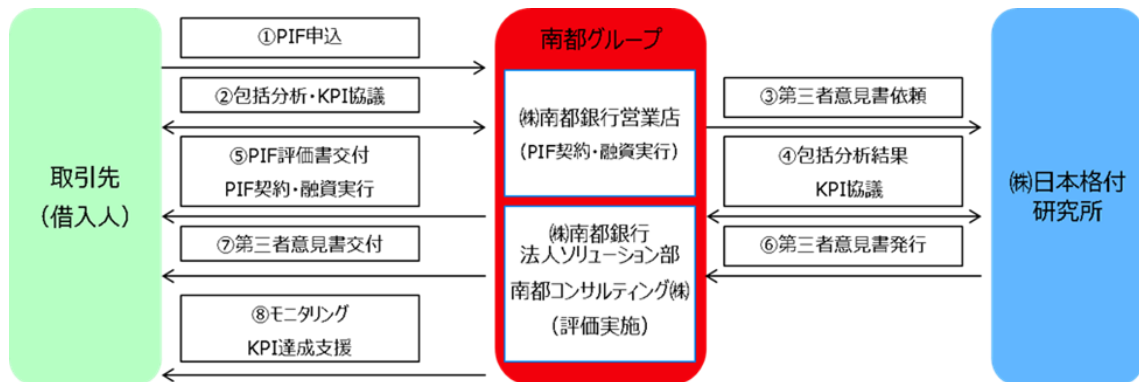 取引先
(借入人)
①PIF申込
②包括分析・KPI協議
⑤PIF評価書交付
PIF契約・融資実行
⑦第三者意見書交付
⑧モニタリング
KPI達成支援
南都グループ
㈱南都銀行営業店
(PIF契約・融資実行)
㈱南都銀行
法人ソリューション部
南都コンサルティング㈱
(評価実施)
③第三者意見書依頼
④包括分析結果
KPI協議
⑥第三者意見書発行
㈱日本格付
研究所